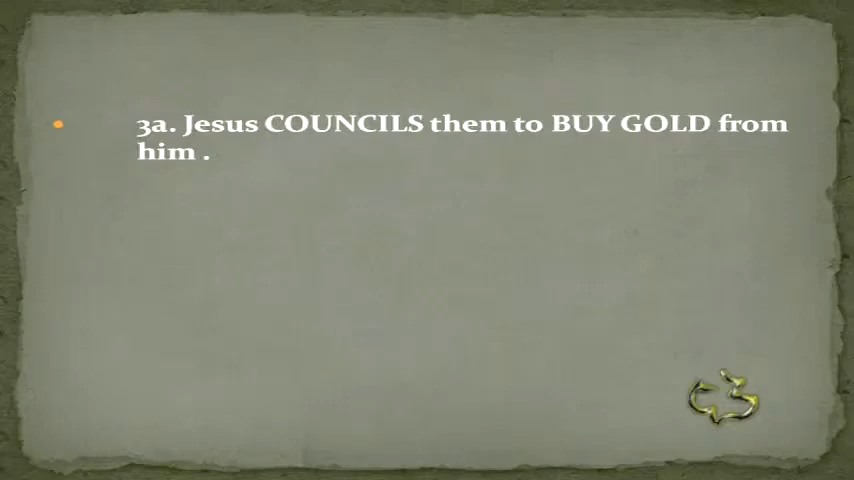 • 3a. Jesus COUNCILS them to BUY GOLD from
him .